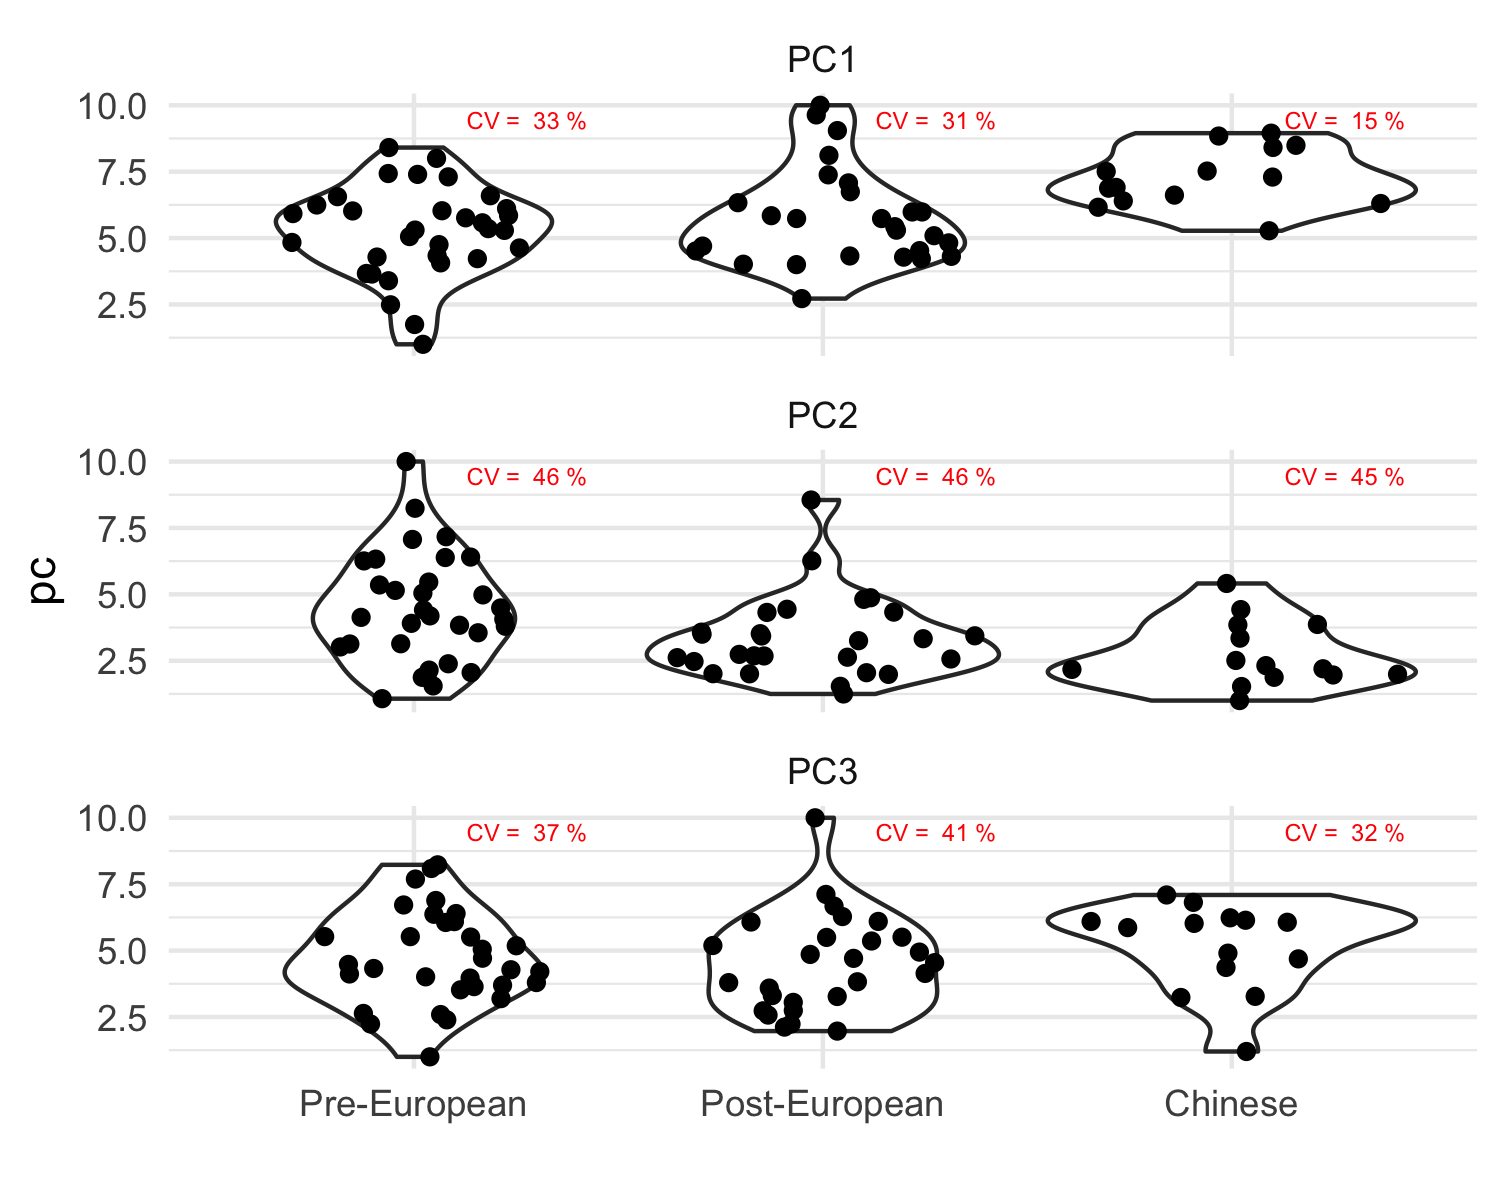 PC1
10.0
7.5
5.0
2.5
CV = 33 %
CV = 31 %
CV = 15 %
PC2
10.0
7.5
5.0
2.5
CV = 46 %
CV = 46 %
CV = 45 %
pc
PC3
10.0
7.5
5.0
2.5
CV = 37 %
CV = 41 %
CV = 32 %
Pre-European
Post-European
Chinese